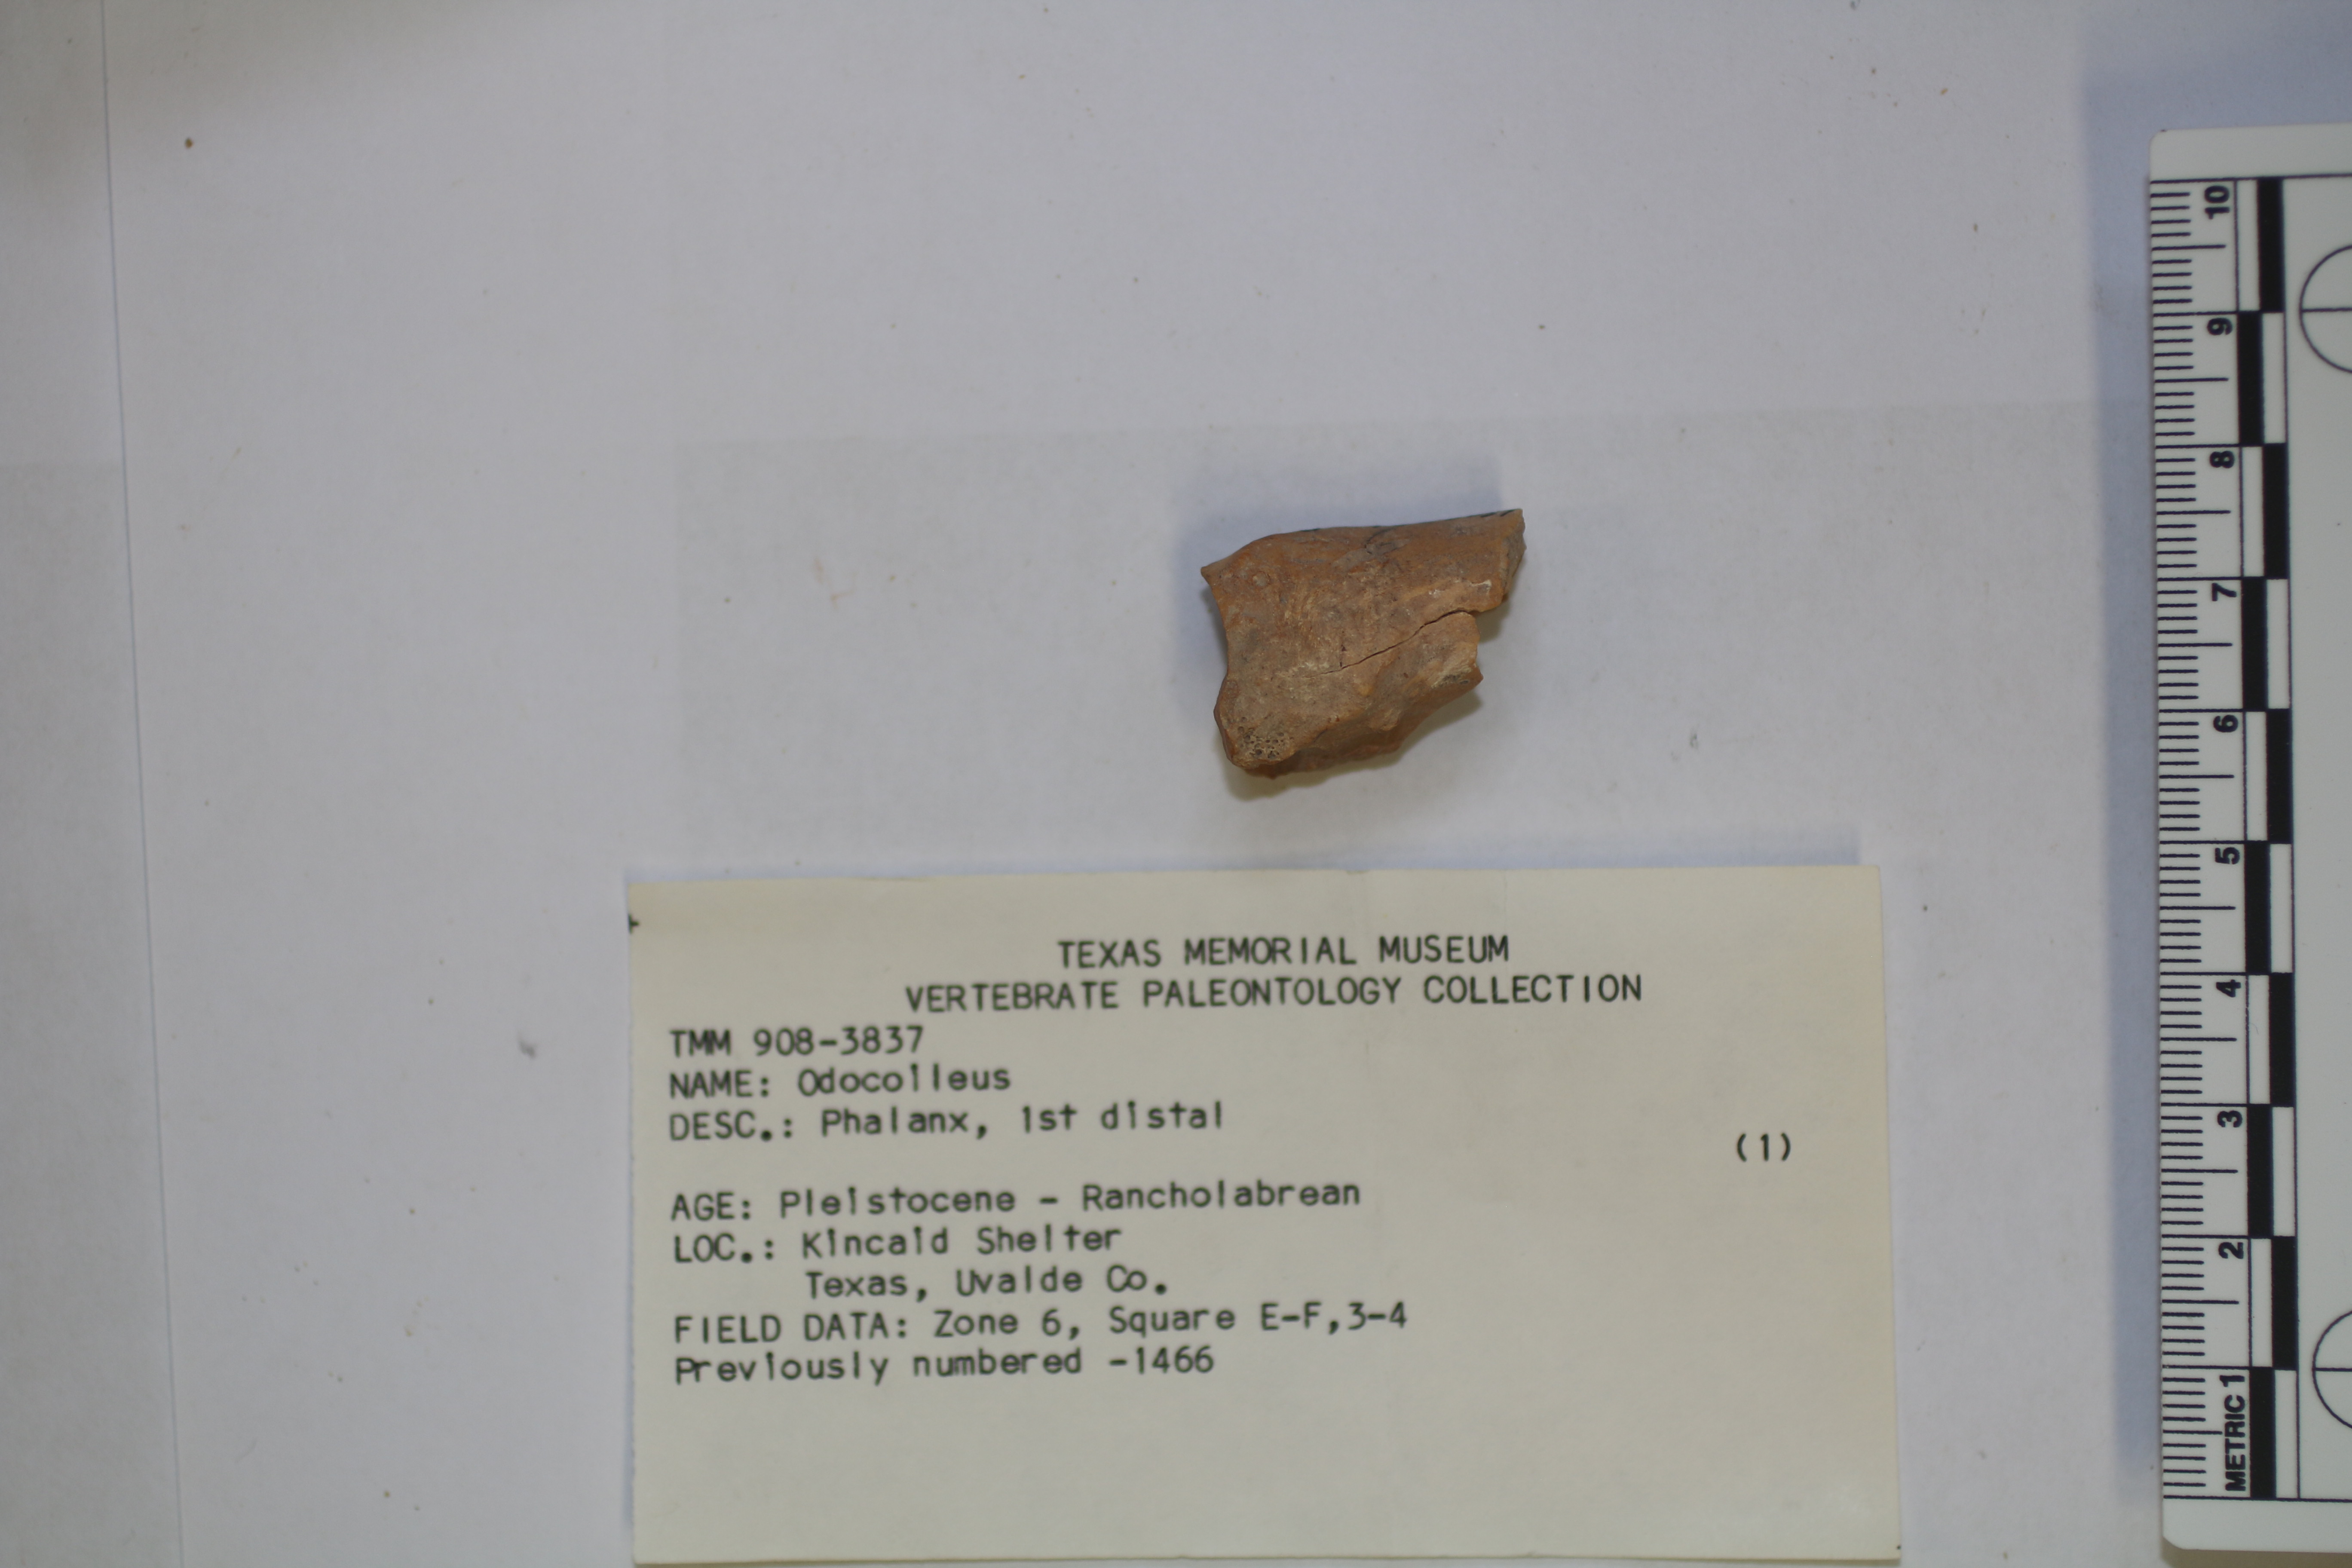 TEXAS MEMORIAL MUSEUM
VERTEBRATE PALEONTOLOGY COLLECTION
TMM 908-3837
NAME: Odocoileus
DESC.: Phalanx, 1st distal
(1)
AGE: Pleistocene - Rancholabrean
LOC.: Kincaid Shelter
Texas, Uvalde Co.
FIELD DATA: Zone 6, Square E-F,3-4
Previously numbered -1466
METRIC 1 2 3 4 5 6 7 8 9 10